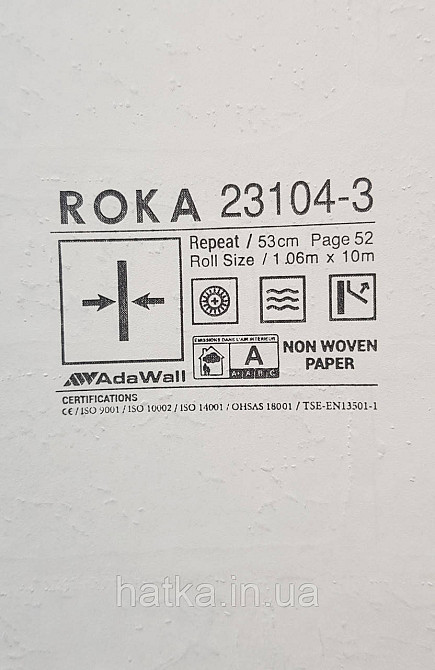 ROKA 23104-3
Repeat / 53cm Page 52
Roll Size / 1.06m x 10m
EMISSIONS DANS L'AIR INTÉRIEUR
A
A+ A B C
NON WOVEN
PAPER
AdaWall
CERTIFICATIONS
CE / ISO 9001 / ISO 10002 / ISO 14001 / OHSAS 18001 / TSE-EN13501-1
hatka.in.ua